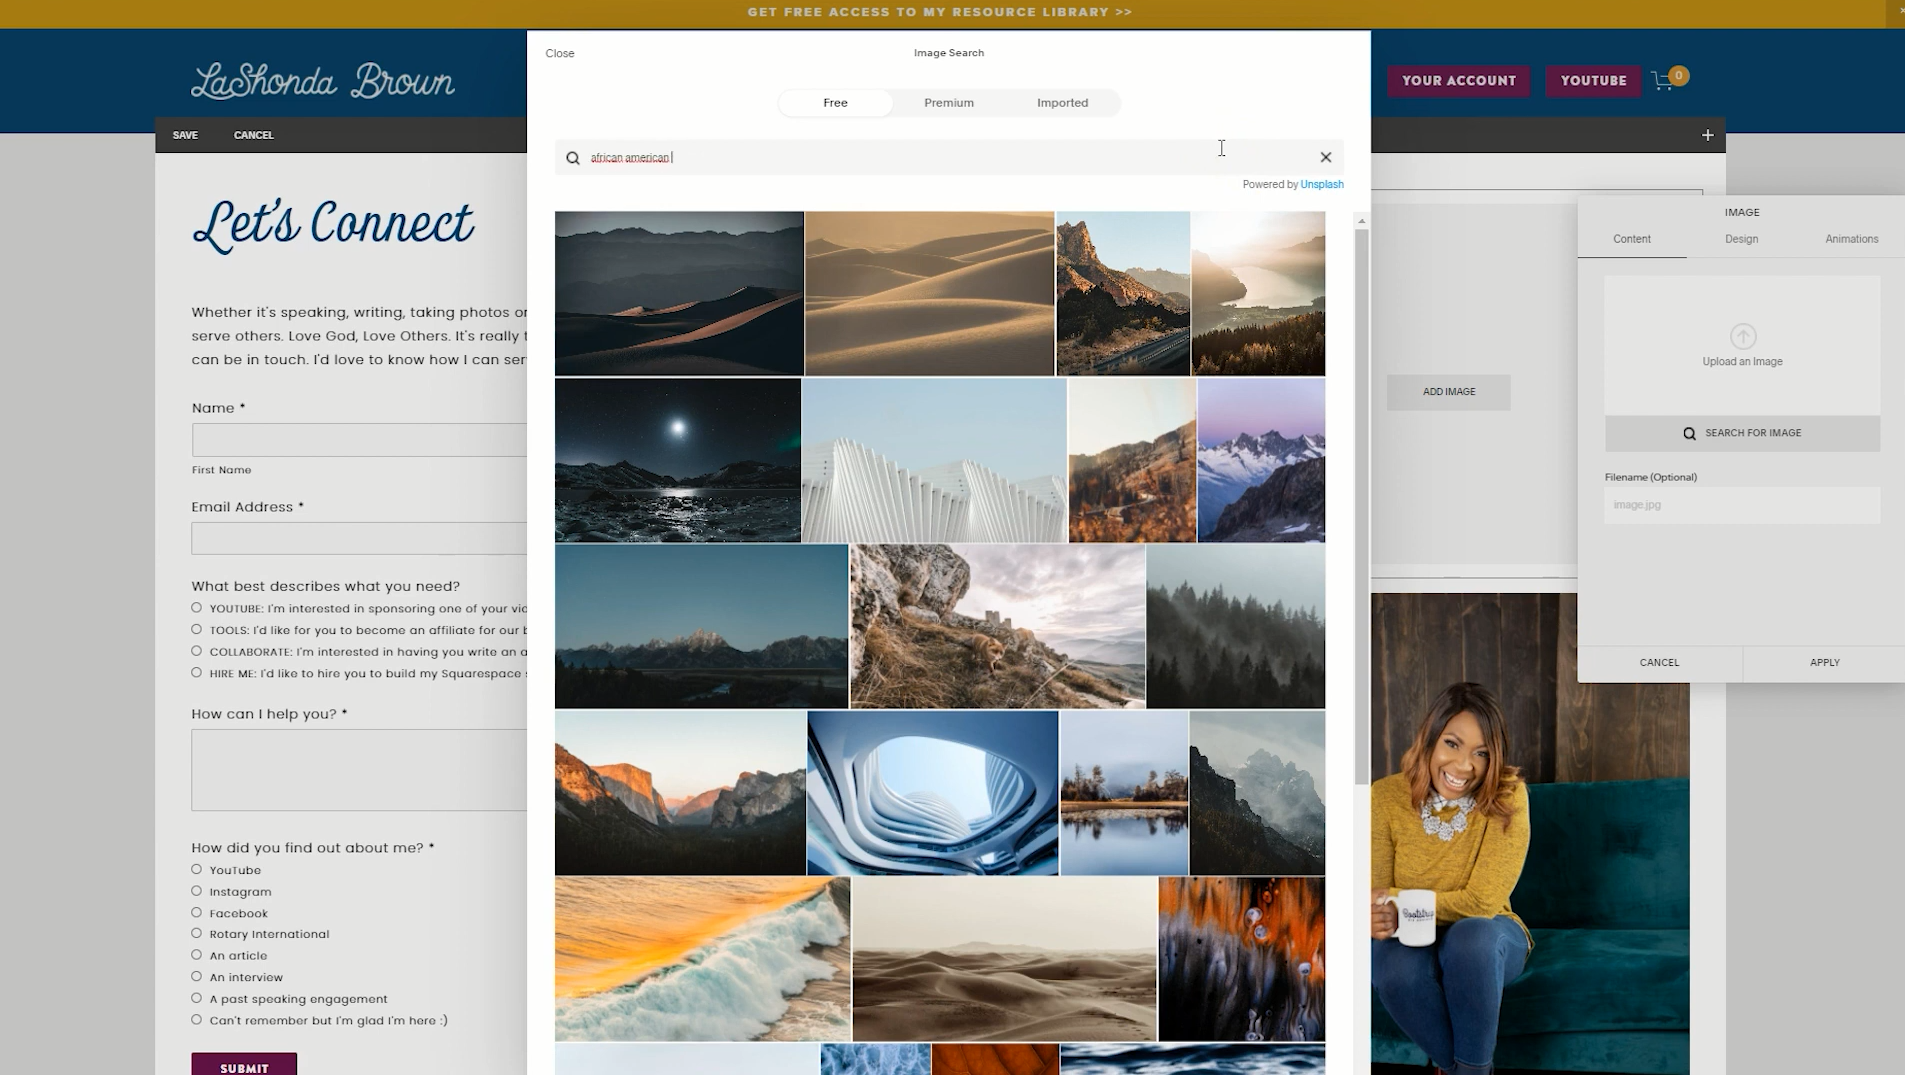 GET FREE ACCESS TO MY RESOURCE LIBRARY >>
LaShonda Brown
YOUR ACCOUNT
YOUTUBE
0
SAVE
CANCEL
Close
Image Search
Free
Premium
Imported
african american
Powered by Unsplash
Let's Connect
Whether it's speaking, writing, taking photos or
serve others. Love God, Love Others. It's really
can be in touch. I'd love to know how I can
Name *
First Name
Email Address *
What best describes what you need?
YOUTUBE: I'm interested in sponsoring one of your
TOOLS: I'd like for you to become an affiliate for our
COLLABORATE: I'm interested in having you write an
HIRE ME: I'd like to hire you to build my Squarespace
How can I help you? *
How did you find out about me? *
YouTube
Instagram
Facebook
Rotary International
An article
An interview
A past speaking engagement
Can't remember but I'm glad I'm here :)
SUBMIT
ADD IMAGE
IMAGE
Content
Design
Animations
Upload an Image
SEARCH FOR IMAGE
Filename (Optional)
image.jpg
CANCEL
APPLY
Bootstrap